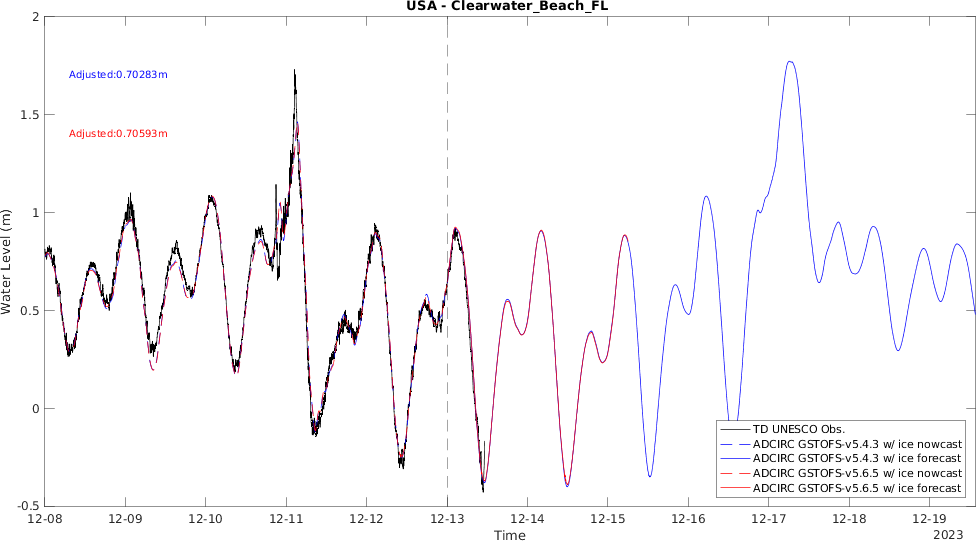 USA - Clearwater_Beach_FL
2
Adjusted:0.70283m
1.5
Adjusted:0.70593m
1
Water Level (m)
0.5
0
TD UNESCO Obs.
ADCIRC GSTOFS-v5.4.3 w/ ice nowcast
ADCIRC GSTOFS-v5.4.3 w/ ice forecast
ADCIRC GSTOFS-v5.6.5 w/ ice nowcast
ADCIRC GSTOFS-v5.6.5 w/ ice forecast
-0.5
12-08 12-09 12-10 12-11 12-12 12-13 12-14 12-15 12-16 12-17 12-18 12-19
Time
2023